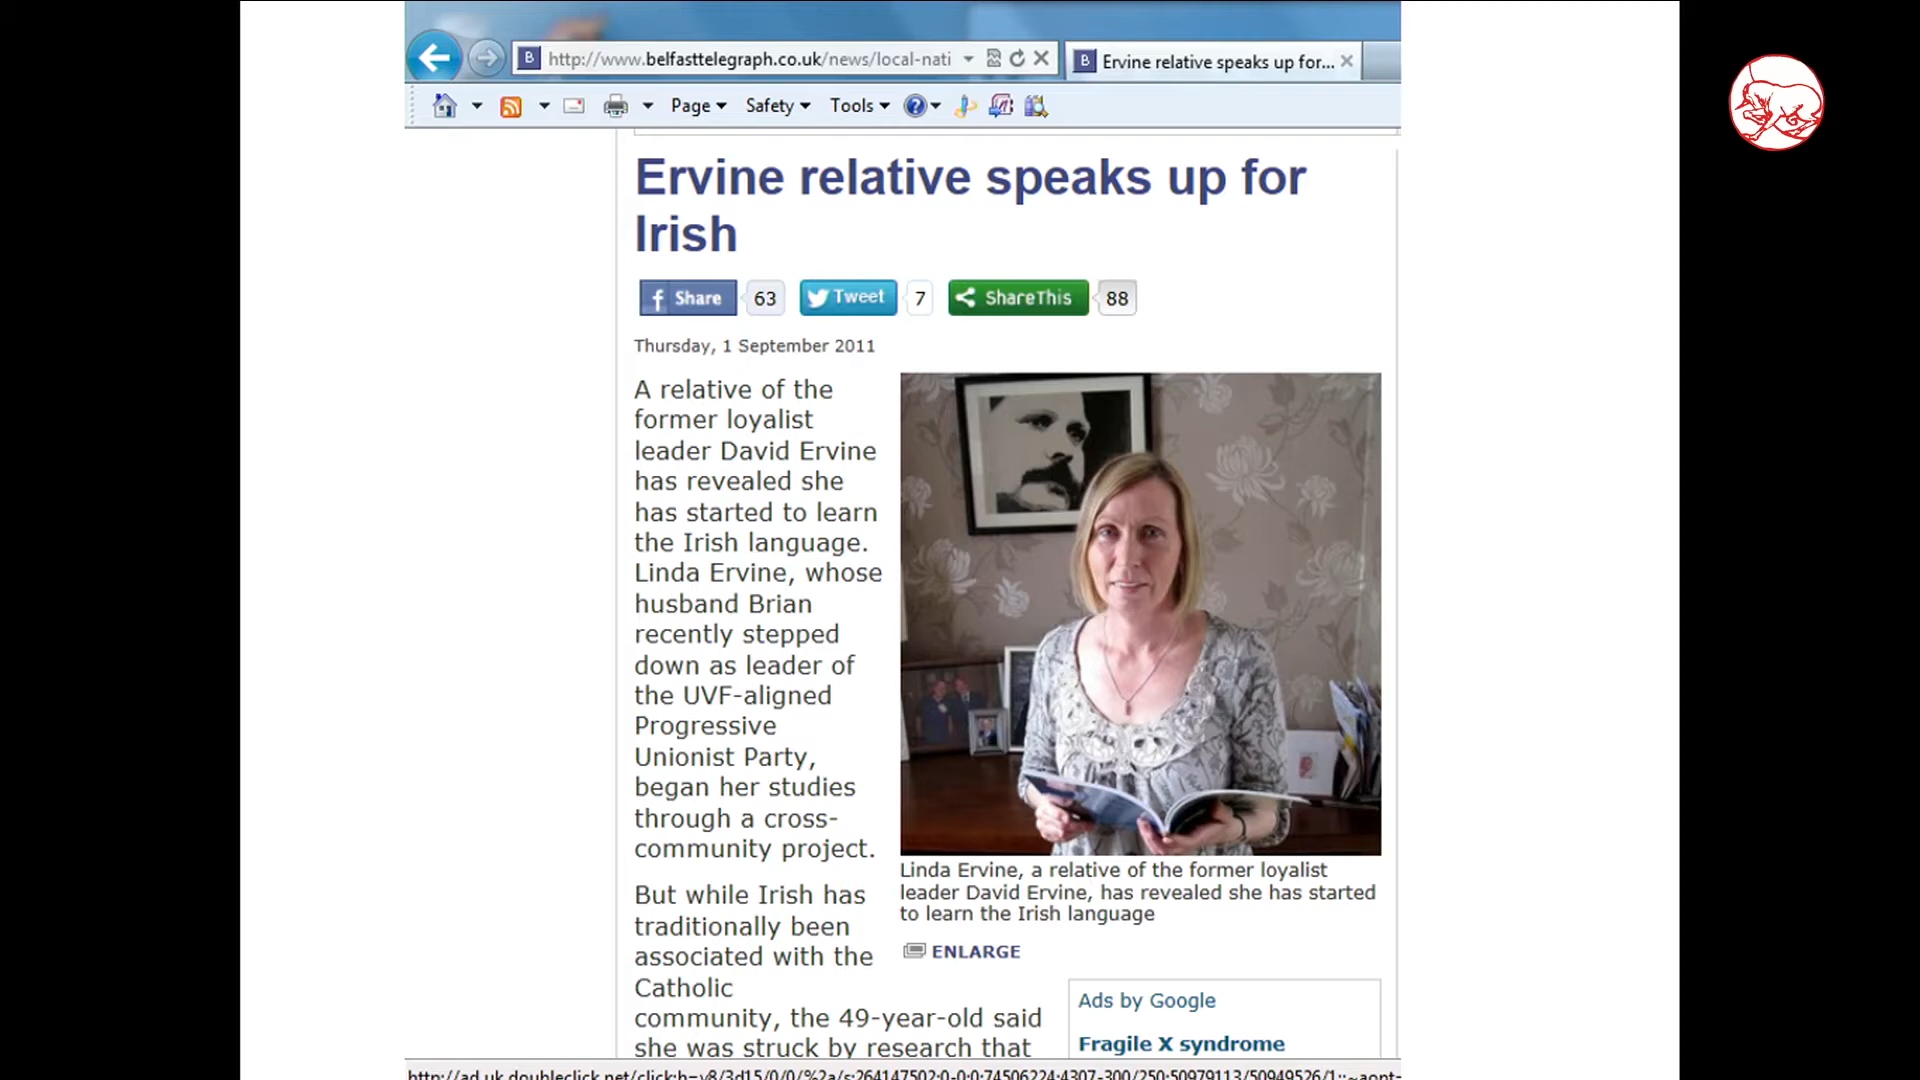 http://www.belfasttelegraph.co.uk/news/local-nati
Ervine relative speaks up for...
Page
Safety
Tools
Ervine relative speaks up for
Irish
Share
63
Tweet
7
ShareThis
88
Thursday, 1 September 2011
A relative of the
former loyalist
leader David Ervine
has revealed she
has started to learn
the Irish language.
Linda Ervine, whose
husband Brian
recently stepped
down as leader of
the UVF-aligned
Progressive
Unionist Party,
began her studies
through a cross-
community project.
But while Irish has
traditionally been
associated with the
Catholic
community, the 49-year-old said
she was struck by research that
Linda Ervine, a relative of the former loyalist
leader David Ervine, has revealed she has started
to learn the Irish language
ENLARGE
Ads by Google
Fragile X syndrome